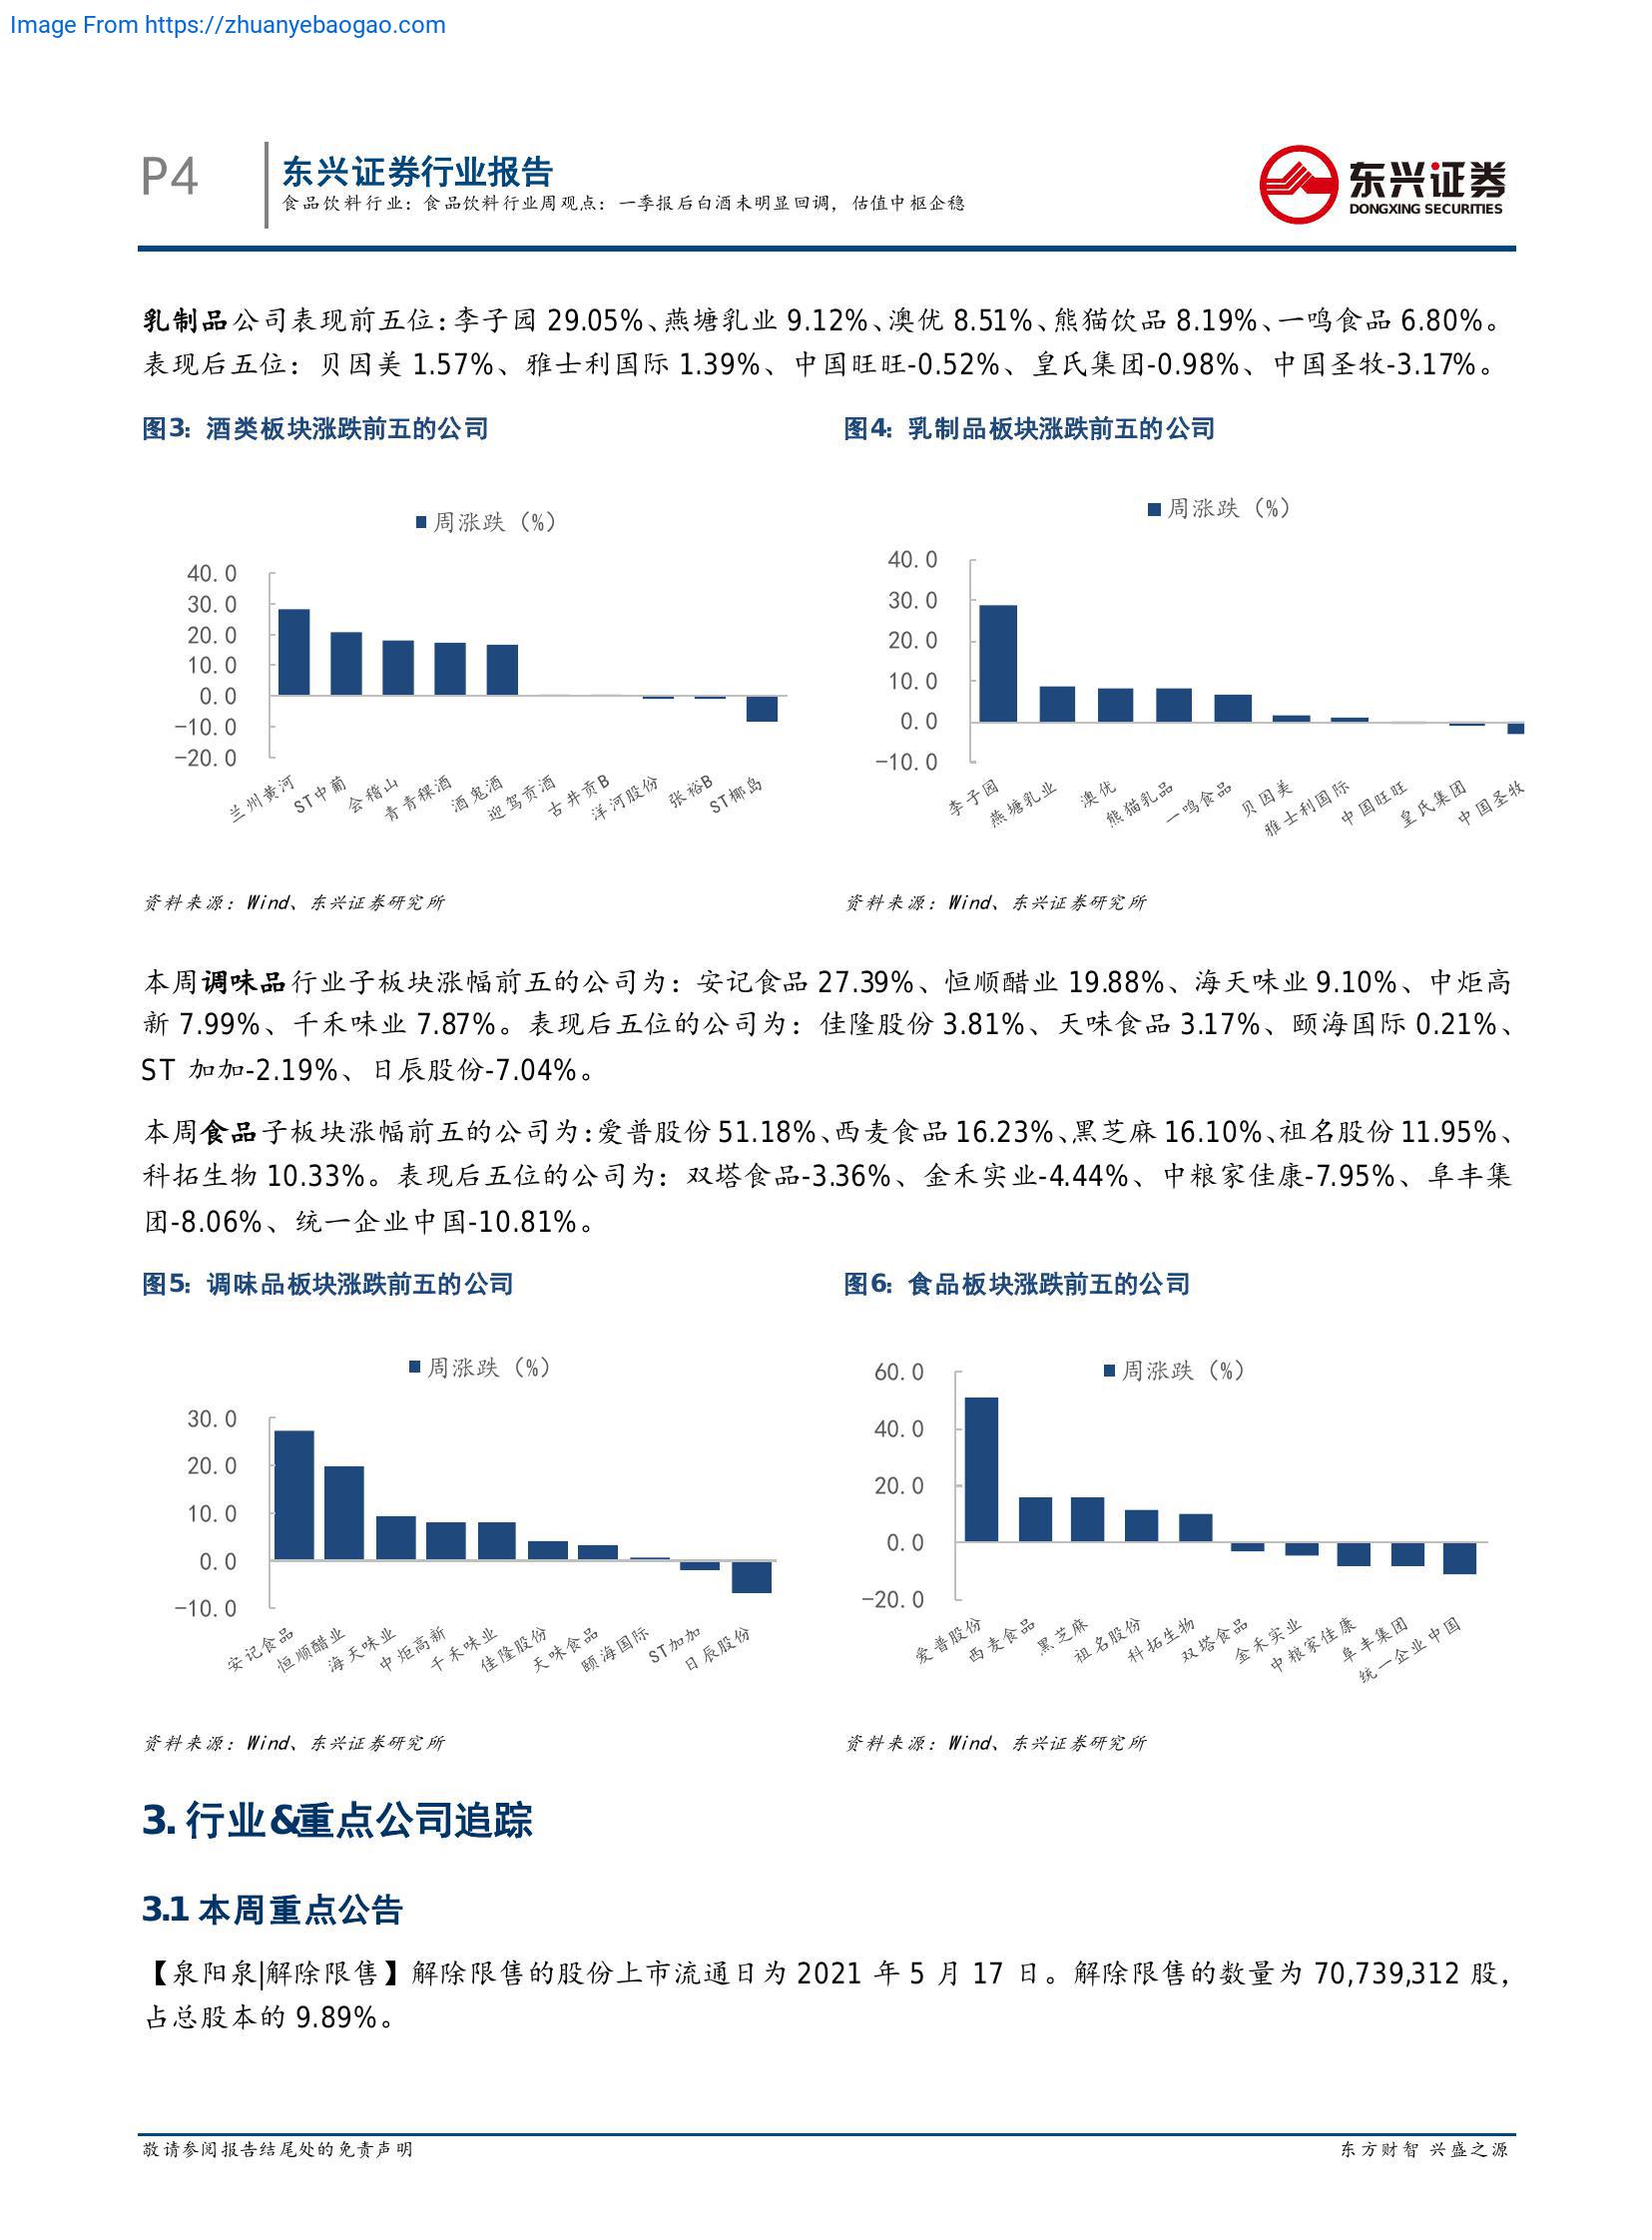 Image From https://zhuanyebaogao.com
P4
东兴证券行业报告
食品饮料行业：食品饮料行业周观点：一季报后白酒未明显回调，估值中枢企稳
东兴证券
DONGXING SECURITIES
乳制品公司表现前五位：李子园 29.05%、燕塘乳业 9.12%、澳优 8.51%、熊猫饮品 8.19%、一鸣食品 6.80%。
表现后五位：贝因美 1.57%、雅士利国际 1.39%、中国旺旺-0.52%、皇氏集团-0.98%、中国圣牧-3.17%。
图3：酒类板块涨跌前五的公司
周涨跌（%）
40.0
30.0
20.0
10.0
0.0
-10.0
-20.0
兰州黄河
ST中葡
会稽山
青青稞酒
酒鬼酒
迎驾贡酒
古井贡B
洋河股份
张裕B
ST椰岛
资料来源：Wind、东兴证券研究所
图4：乳制品板块涨跌前五的公司
周涨跌（%）
40.0
30.0
20.0
10.0
0.0
-10.0
李子园
燕塘乳业
澳优
熊猫乳品
一鸣食品
贝因美
雅士利国际
中国旺旺
皇氏集团
中国圣牧
资料来源：Wind、东兴证券研究所
本周调味品行业子板块涨幅前五的公司为：安记食品 27.39%、恒顺醋业 19.88%、海天味业 9.10%、中炬高
新 7.99%、千禾味业 7.87%。表现后五位的公司为：佳隆股份 3.81%、天味食品 3.17%、颐海国际 0.21%、
ST 加加-2.19%、日辰股份-7.04%。
本周食品子板块涨幅前五的公司为：爱普股份 51.18%、西麦食品 16.23%、黑芝麻 16.10%、祖名股份 11.95%、
科拓生物 10.33%。表现后五位的公司为：双塔食品-3.36%、金禾实业-4.44%、中粮家佳康-7.95%、阜丰集
团-8.06%、统一企业中国-10.81%。
图5：调味品板块涨跌前五的公司
周涨跌（%）
30.0
20.0
10.0
0.0
-10.0
安记食品
恒顺醋业
海天味业
中炬高新
千禾味业
佳隆股份
天味食品
颐海国际
ST加加
日辰股份
资料来源：Wind、东兴证券研究所
图6：食品板块涨跌前五的公司
周涨跌（%）
60.0
40.0
20.0
0.0
-20.0
爱普股份
西麦食品
黑芝麻
祖名股份
科拓生物
双塔食品
金禾实业
中粮家佳康
阜丰集团
统一企业中国
资料来源：Wind、东兴证券研究所
3. 行业&重点公司追踪
3.1 本周重点公告
【泉阳泉|解除限售】解除限售的股份上市流通日为 2021 年 5 月 17 日。解除限售的数量为 70,739,312 股，
占总股本的 9.89%。
敬请参阅报告结尾处的免责声明
东方财智 兴盛之源